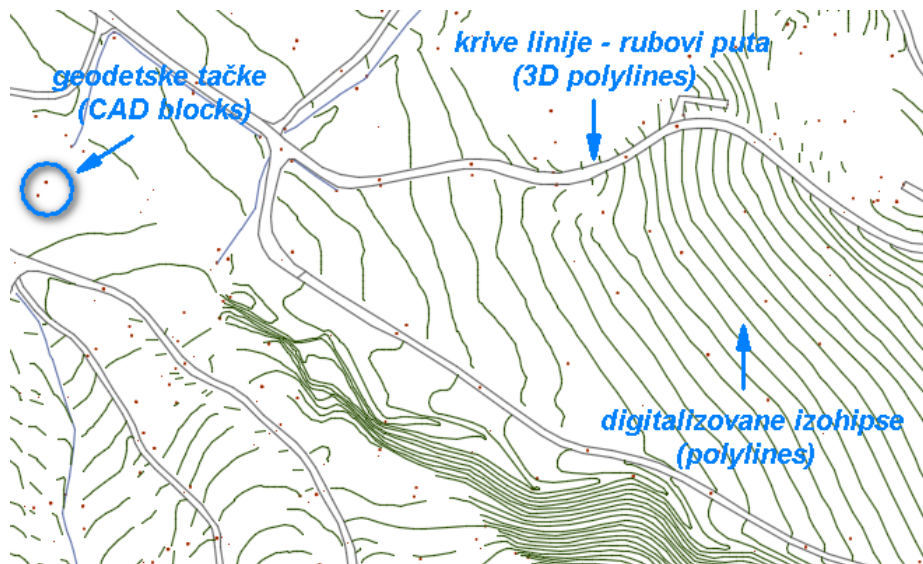 krive linije - rubovi puta
(3D polylines)
geodetske tačke
(CAD blocks)
digitalizovane izohipse
(polylines)